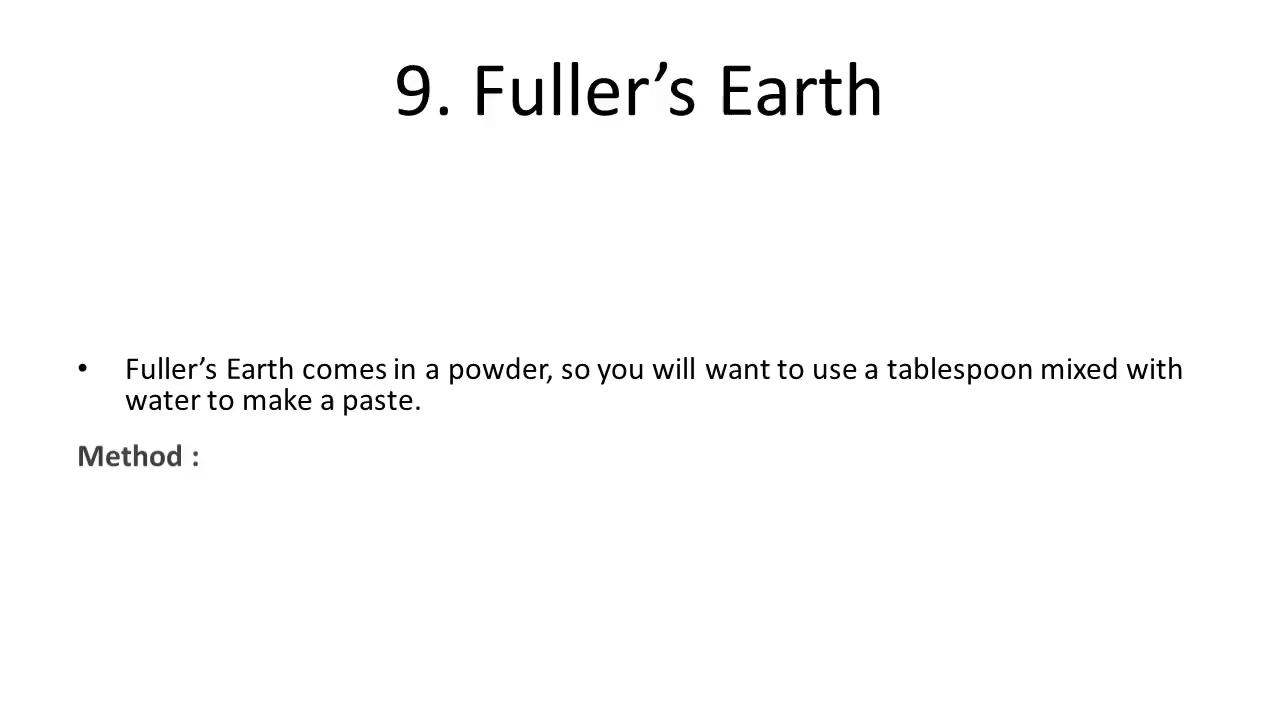 9. Fuller’s Earth
• Fuller’s Earth comes in a powder, so you will want to use a tablespoon mixed with
water to make a paste.
Method :